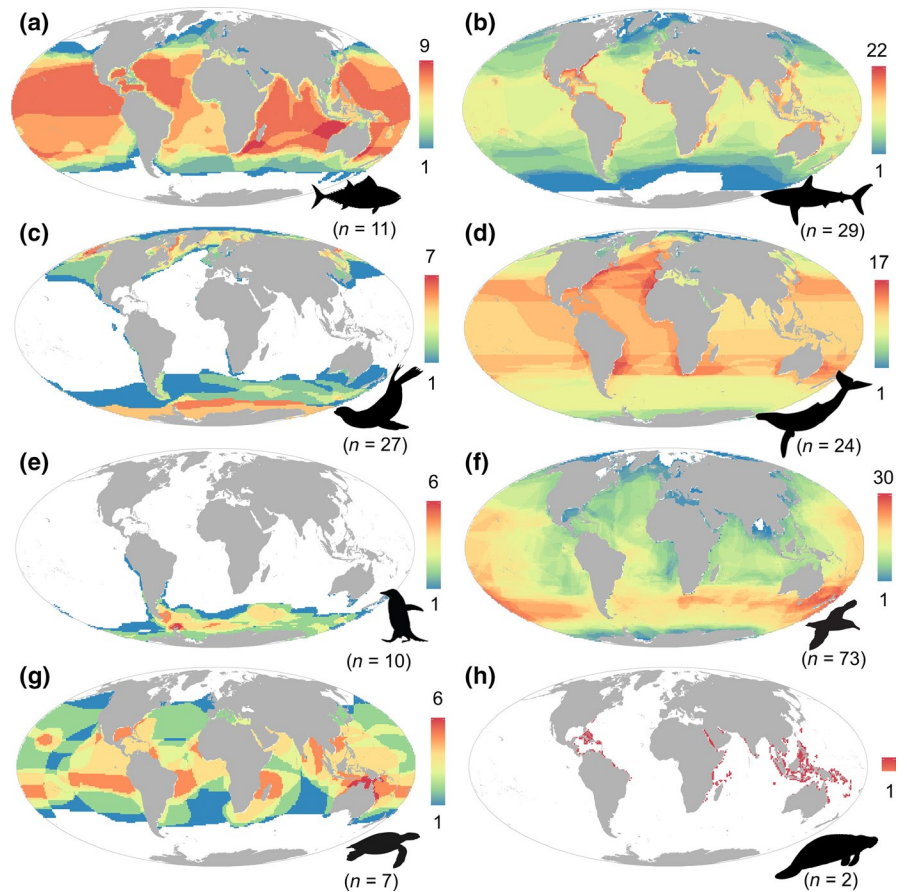 (a)
9
1
(n = 11)
(b)
22
1
(n = 29)
(c)
7
1
(n = 27)
(d)
17
1
(n = 24)
(e)
6
1
(n = 10)
(f)
30
1
(n = 73)
(g)
6
1
(n = 7)
(h)
1
(n = 2)